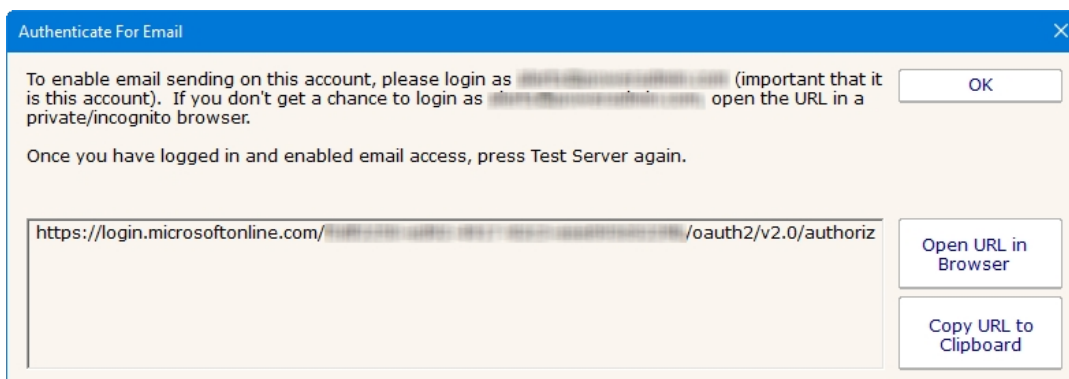 Authenticate For Email
To enable email sending on this account, please login as (important that it
is this account). If you don't get a chance to login as open the URL in a
private/incognito browser.
OK
Once you have logged in and enabled email access, press Test Server again.
https://login.microsoftonline.com/ /oauth2/v2.0/authoriz
Open URL in
Browser
Copy URL to
Clipboard